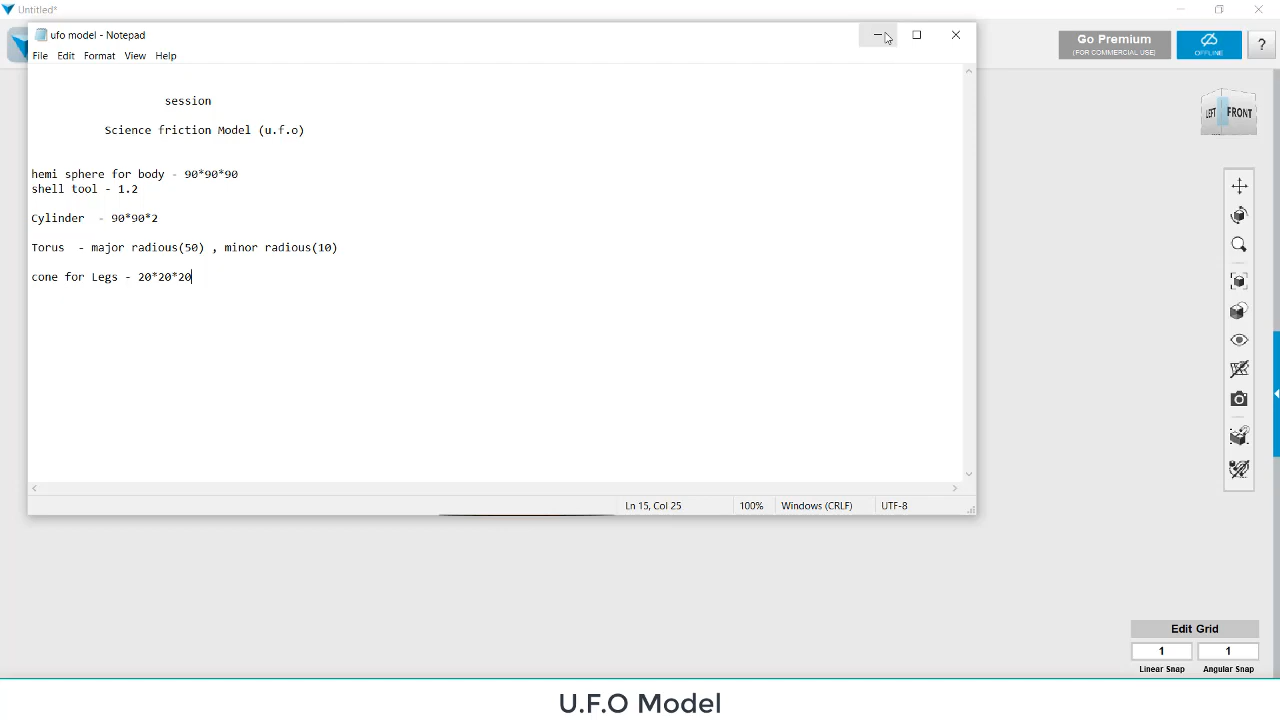 Untitled*
ufo model - Notepad
File Edit Format View Help
session
Science friction Model (u.f.o)
hemi sphere for body - 90*90*90
shell tool - 1.2
Cylinder - 90*90*2
Torus - major radious(50) , minor radious(10)
cone for Legs - 20*20*20
Ln 15, Col 25 100% Windows (CRLF) UTF-8
Go Premium
(FOR COMMERCIAL USE)
OFFLINE
?
LEFT FRONT
Edit Grid
1 1
Linear Snap Angular Snap
U.F.O Model